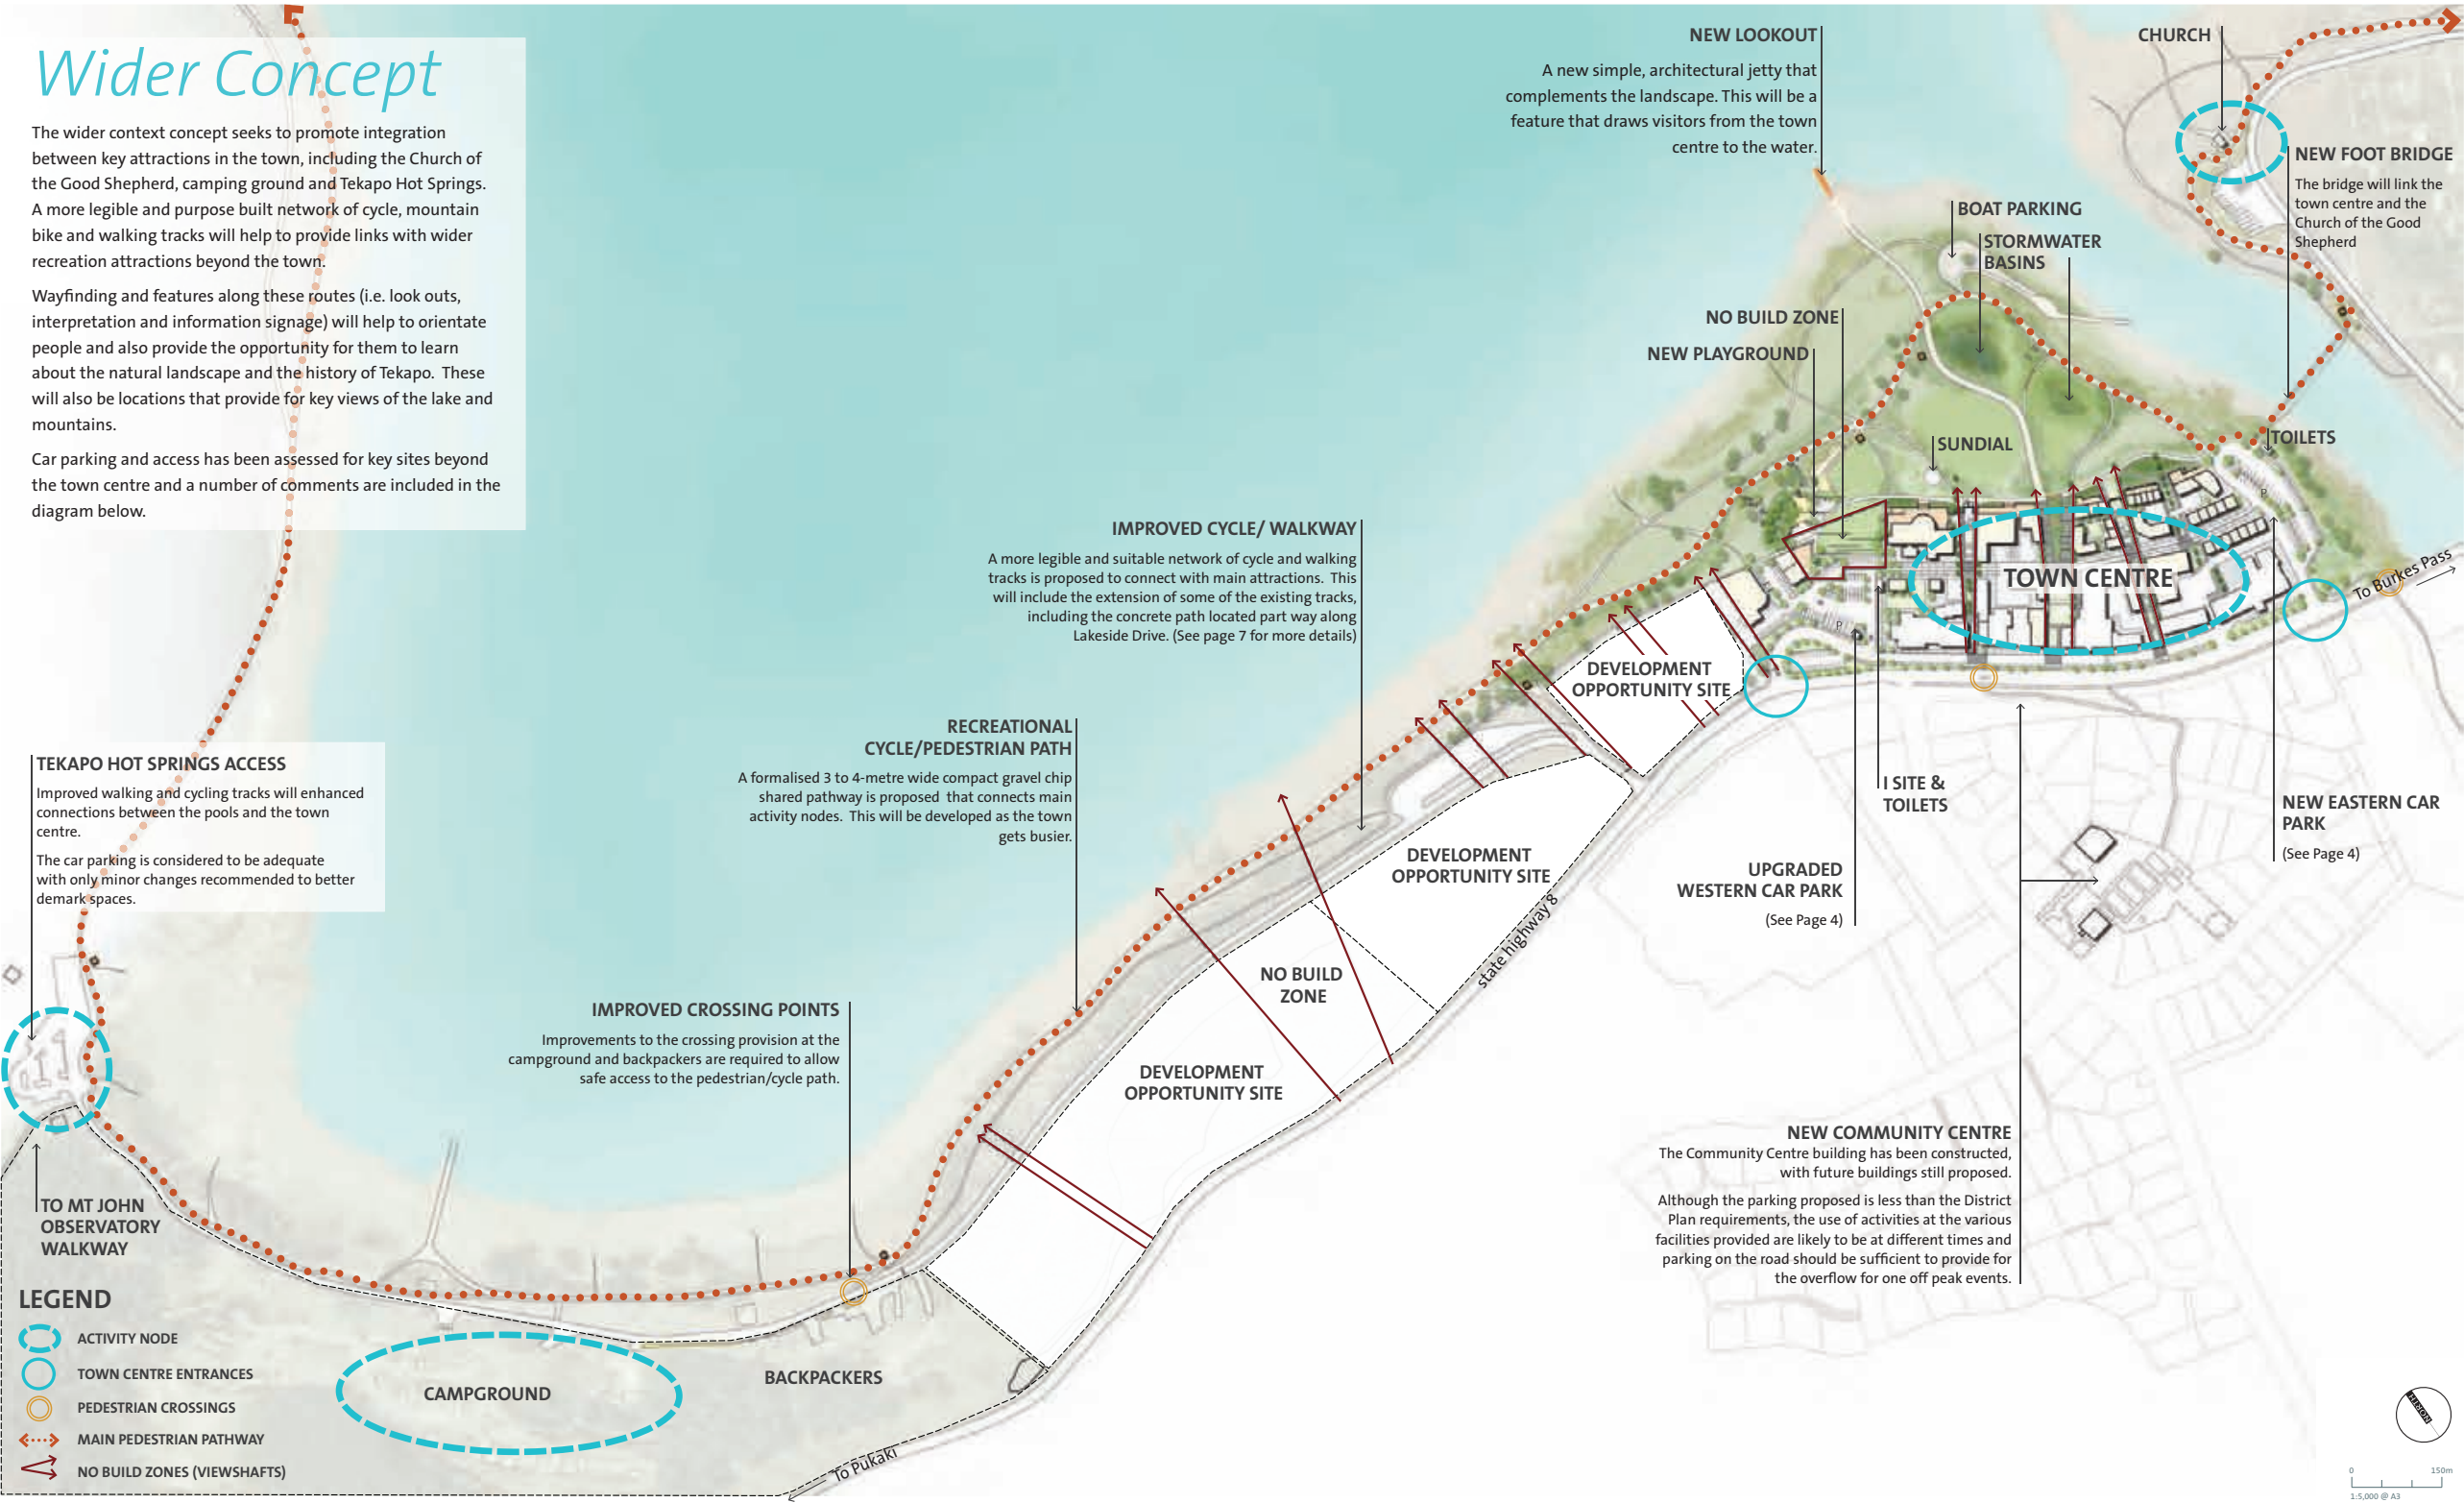 Wider Concept
The wider context concept seeks to promote integration
between key attractions in the town, including the Church of
the Good Shepherd, camping ground and Tekapo Hot Springs.
A more legible and purpose built network of cycle, mountain
bike and walking tracks will help to provide links with wider
recreation attractions beyond the town.
Wayfinding and features along these routes (i.e. look outs,
interpretation and information signage) will help to orientate
people and also provide the opportunity for them to learn
about the natural landscape and the history of Tekapo. These
will also be locations that provide for key views of the lake and
mountains.
Car parking and access has been assessed for key sites beyond
the town centre and a number of comments are included in the
diagram below.
NEW LOOKOUT
A new simple, architectural jetty that
complements the landscape. This will be a
feature that draws visitors from the town
centre to the water.
CHURCH
NEW FOOT BRIDGE
The bridge will link the
town centre and the
Church of the Good
Shepherd
BOAT PARKING
STORMWATER
BASINS
NO BUILD ZONE
NEW PLAYGROUND
SUNDIAL
TOILETS
P
TOWN CENTRE
To Burkes Pass
P
IMPROVED CYCLE/ WALKWAY
A more legible and suitable network of cycle and walking
tracks is proposed to connect with main attractions. This
will include the extension of some of the existing tracks,
including the concrete path located part way along
Lakeside Drive. (See page 7 for more details)
DEVELOPMENT
OPPORTUNITY SITE
RECREATIONAL
CYCLE/PEDESTRIAN PATH
A formalised 3 to 4-metre wide compact gravel chip
shared pathway is proposed that connects main
activity nodes. This will be developed as the town
gets busier.
TEKAPO HOT SPRINGS ACCESS
Improved walking and cycling tracks will enhanced
connections between the pools and the town
centre.
The car parking is considered to be adequate
with only minor changes recommended to better
demark spaces.
I SITE &
TOILETS
NEW EASTERN CAR
PARK
(See Page 4)
UPGRADED
WESTERN CAR PARK
(See Page 4)
DEVELOPMENT
OPPORTUNITY SITE
state highway 8
NO BUILD
ZONE
IMPROVED CROSSING POINTS
Improvements to the crossing provision at the
campground and backpackers are required to allow
safe access to the pedestrian/cycle path.
DEVELOPMENT
OPPORTUNITY SITE
NEW COMMUNITY CENTRE
The Community Centre building has been constructed,
with future buildings still proposed.
Although the parking proposed is less than the District
Plan requirements, the use of activities at the various
facilities provided are likely to be at different times and
parking on the road should be sufficient to provide for
the overflow for one off peak events.
TO MT JOHN
OBSERVATORY
WALKWAY
LEGEND
ACTIVITY NODE
TOWN CENTRE ENTRANCES
PEDESTRIAN CROSSINGS
MAIN PEDESTRIAN PATHWAY
NO BUILD ZONES (VIEWSHAFTS)
CAMPGROUND
BACKPACKERS
To Pukaki
NORTH
0 150m
1:5,000 @ A3